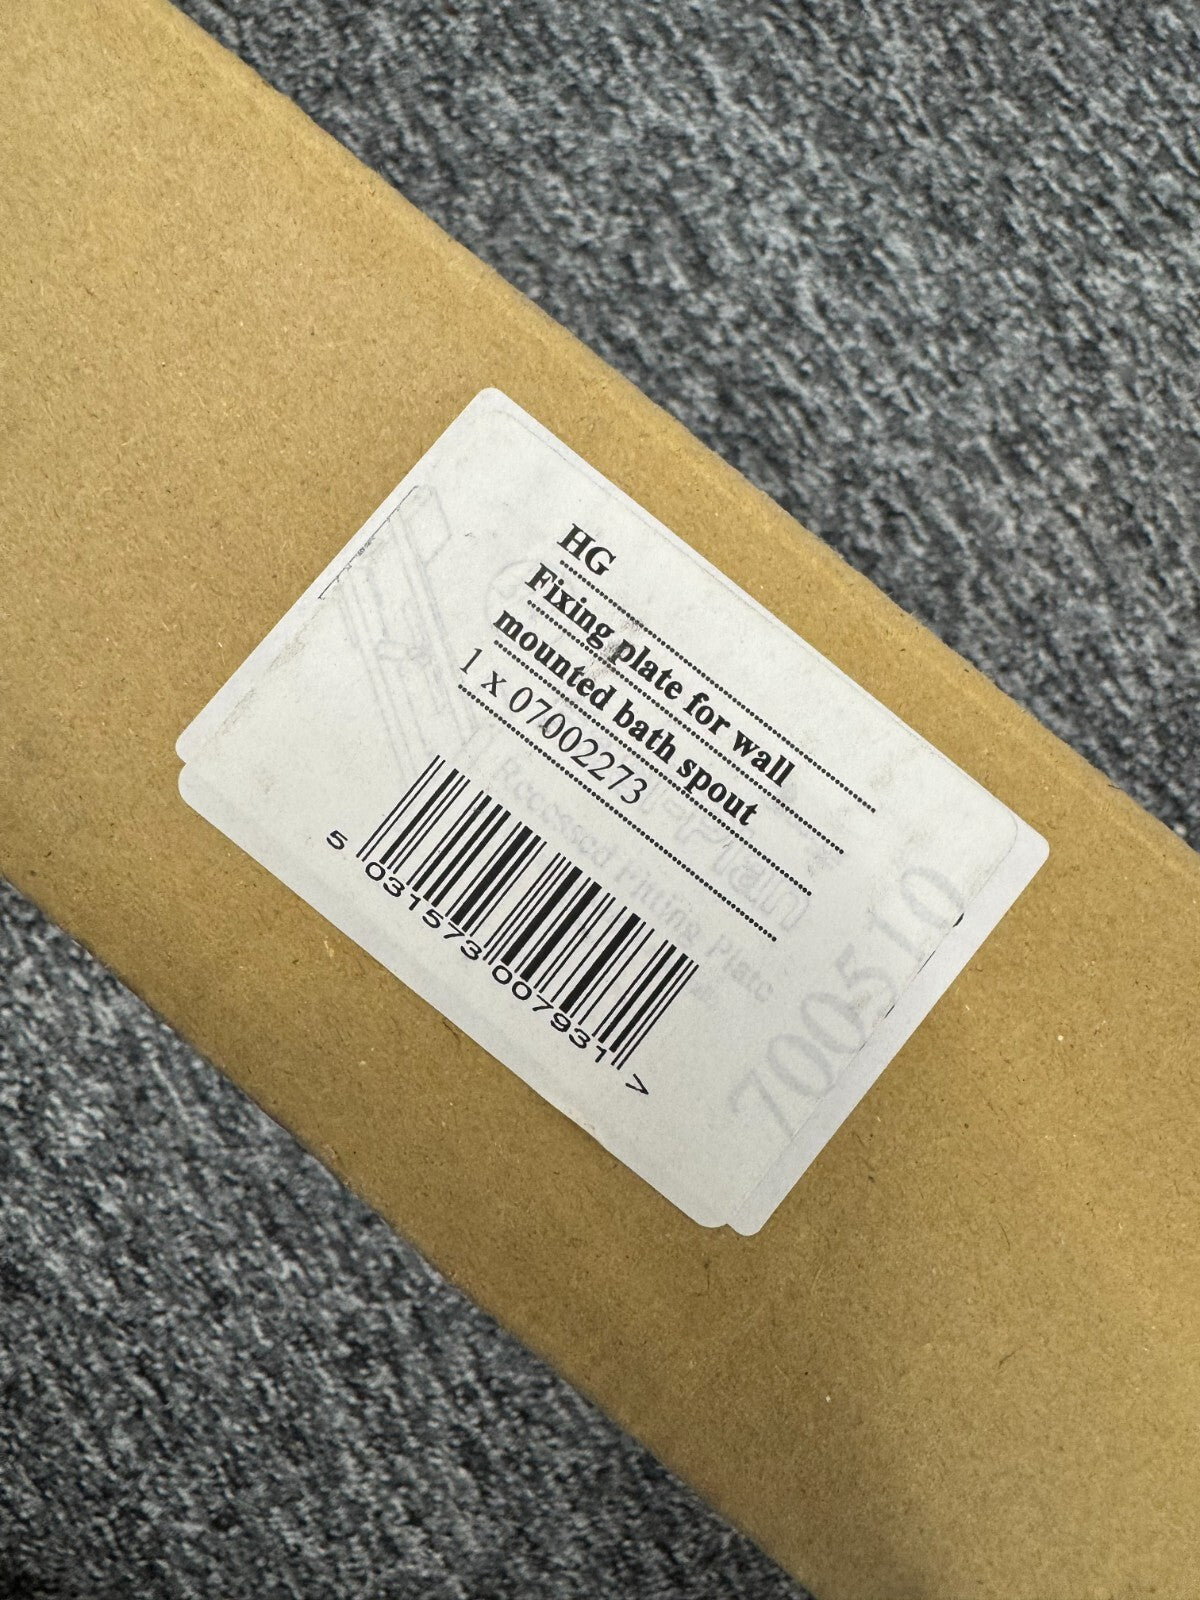 HG
Fixing plate for wall
mounted bath spout
1 x 07002273
Recessed Fitting Plate
700510
5 031573 007931 >